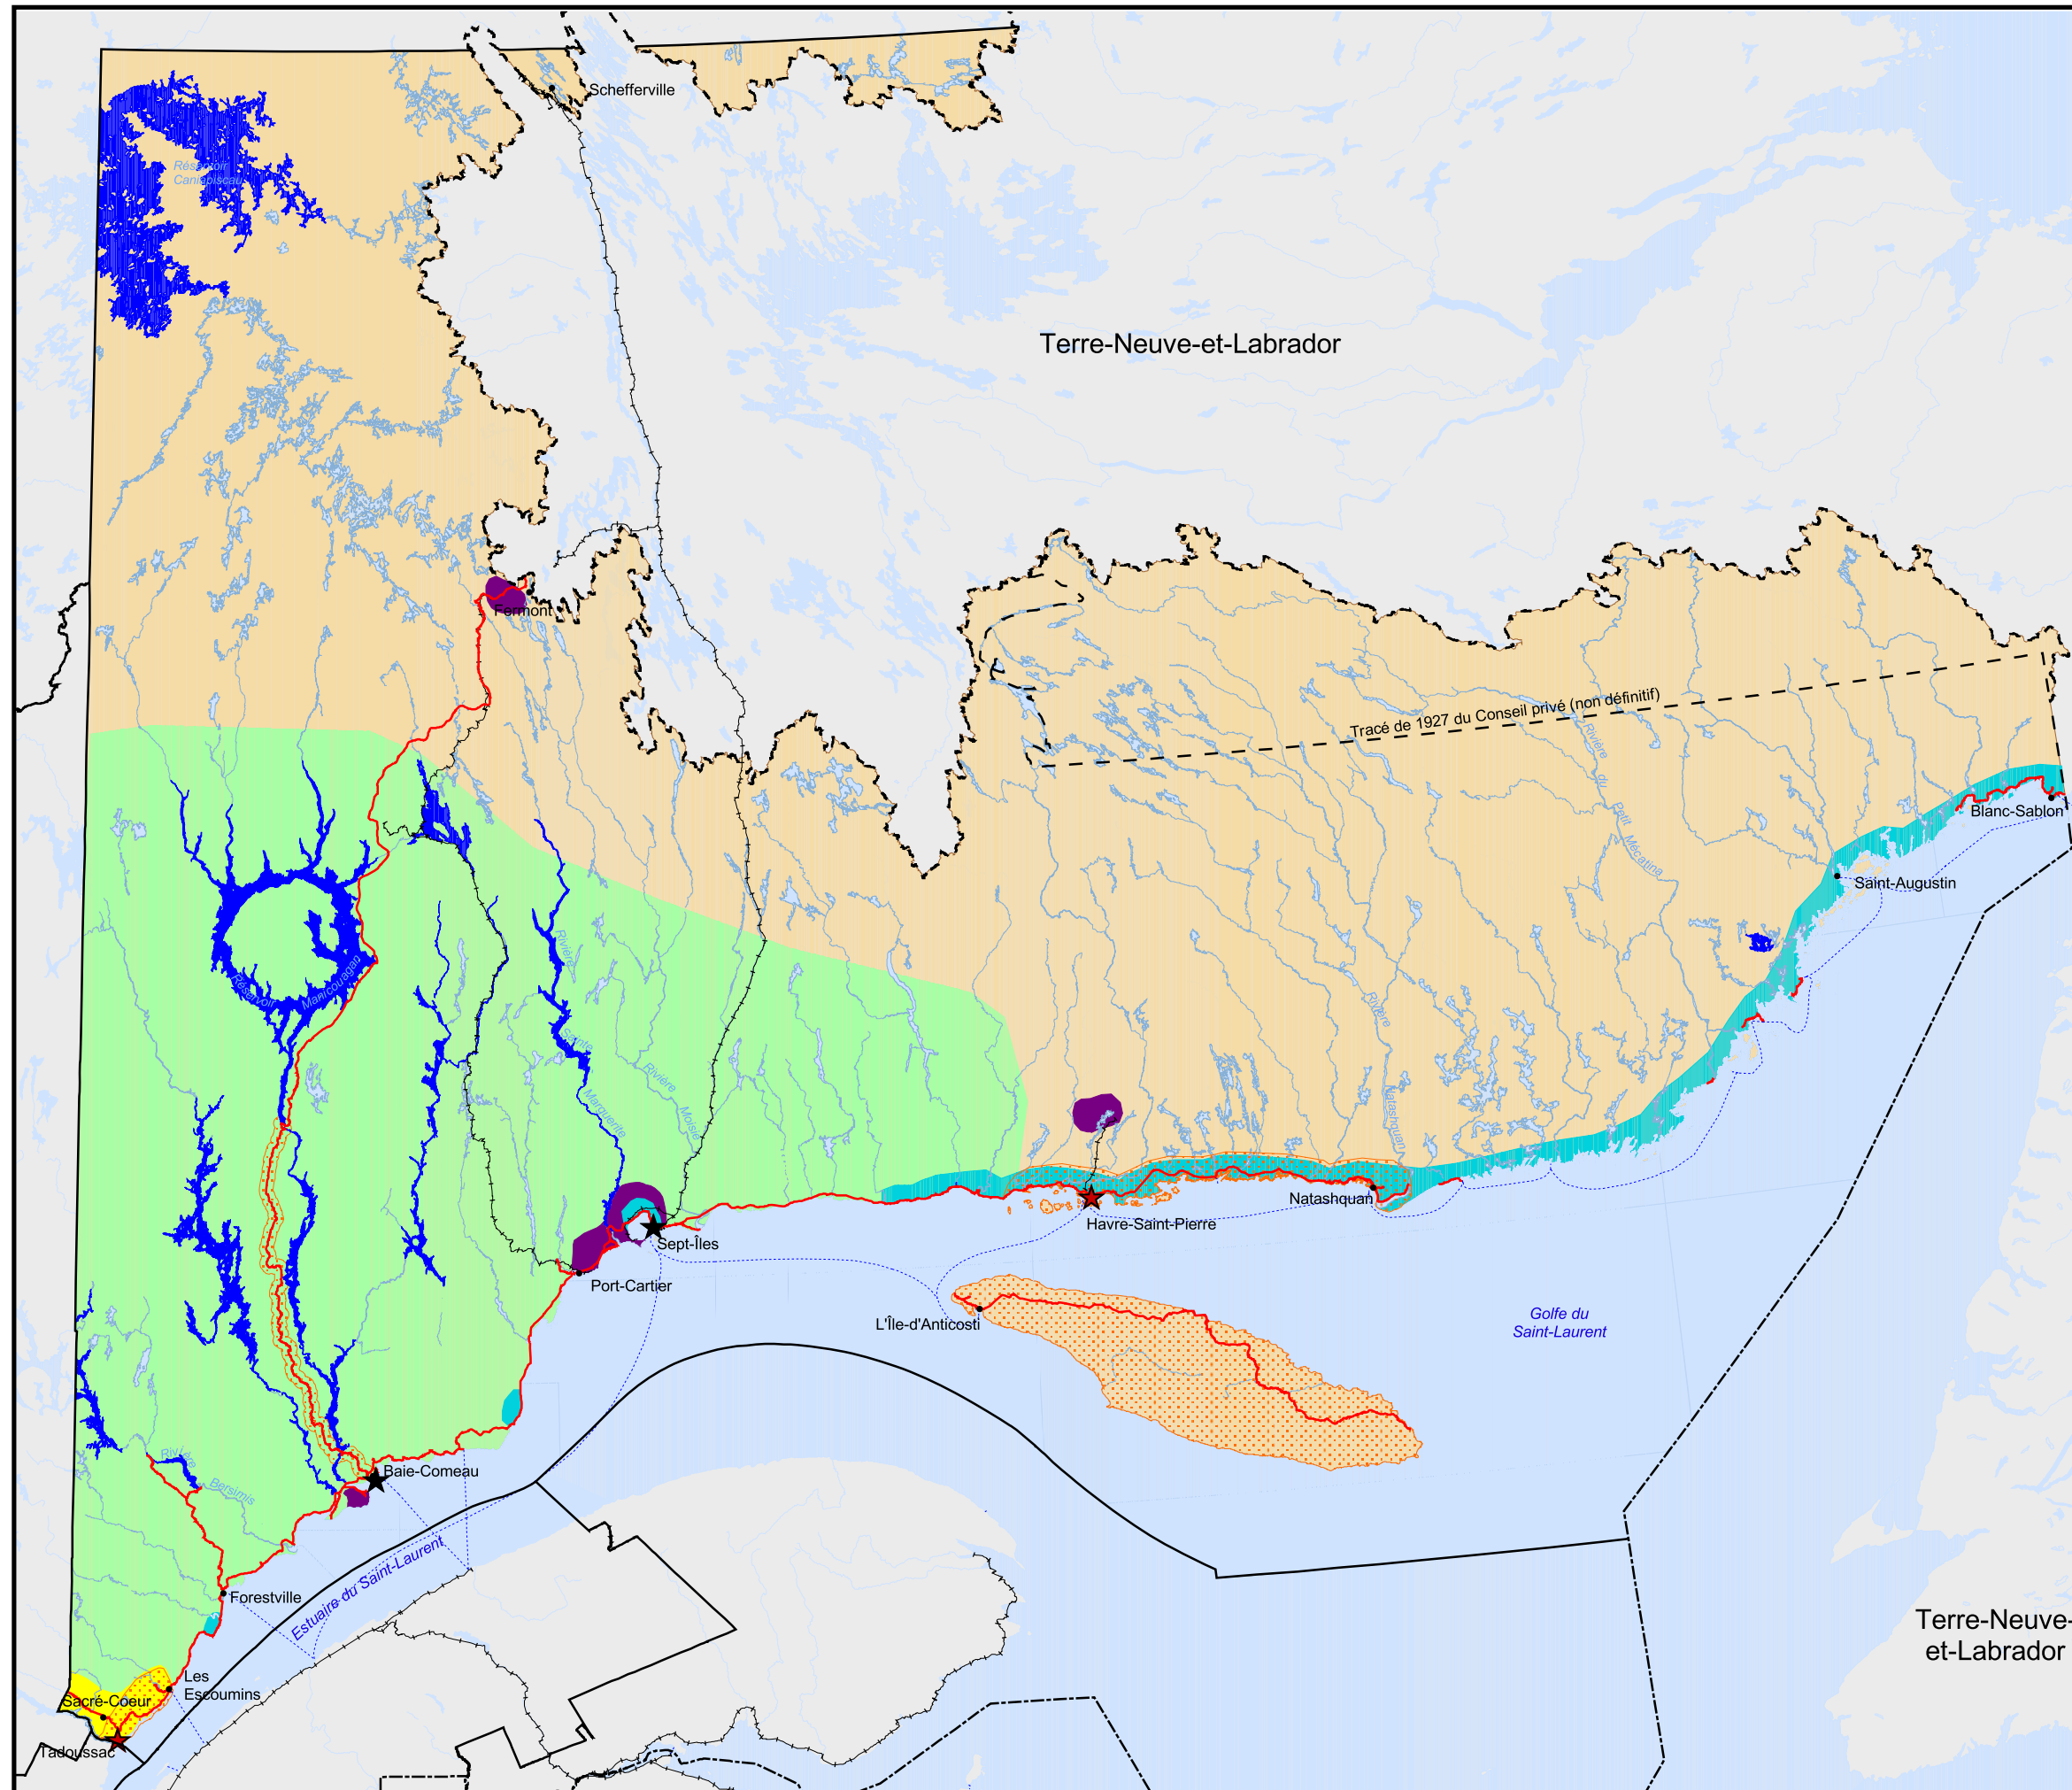 Schefferville
Réservoir
Caniapiscau
Terre-Neuve-et-Labrador
Fermont
Tracé de 1927 du Conseil privé (non définitif)
Rivière du Petit Mécatina
Blanc-Sablon
Saint-Augustin
Réservoir Manicouagan
Rivière Sainte Marguerite
Rivière Moisie
Rivière Natashquan
Natashquan
Havre-Saint-Pierre
Sept-Îles
Port-Cartier
L'Île-d'Anticosti
Golfe du
Saint-Laurent
Baie-Comeau
Rivière Bersimis
Estuaire du Saint-Laurent
Forestville
Les
Escoumins
Sacré-Coeur
Tadoussac
Terre-Neuve-
et-Labrador